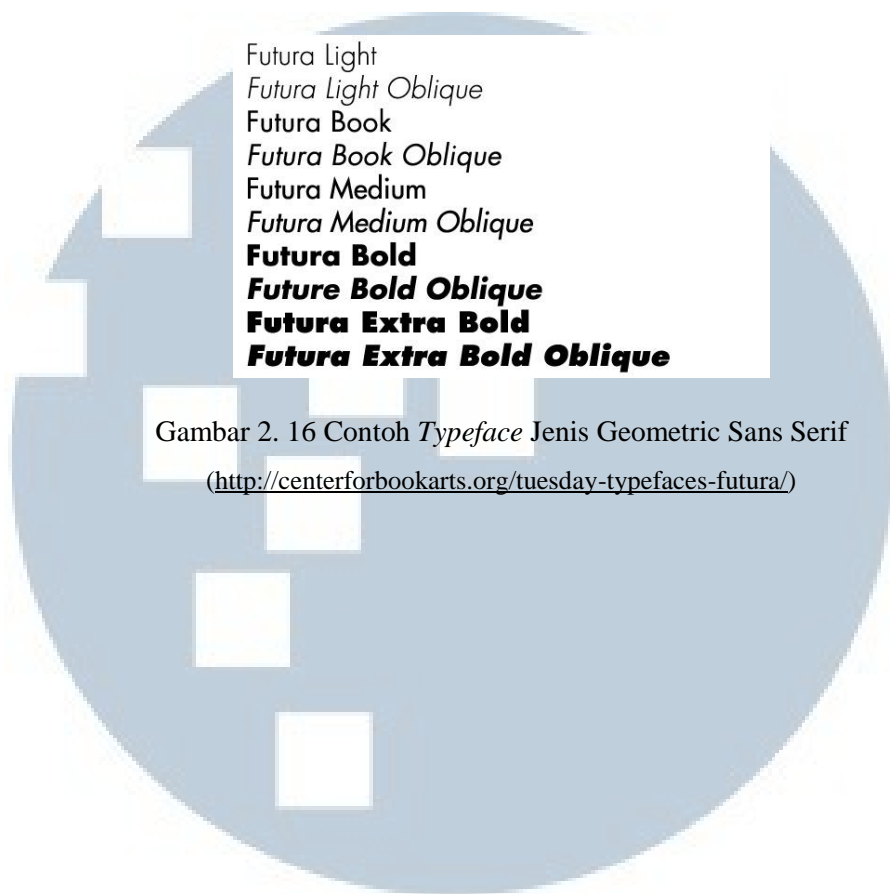 Futura Light
Futura Light Oblique
Futura Book
Futura Book Oblique
Futura Medium
Futura Medium Oblique
Futura Bold
Future Bold Oblique
Futura Extra Bold
Futura Extra Bold Oblique
Gambar 2. 16 Contoh Typeface Jenis Geometric Sans Serif
(http://centerforbookarts.org/tuesday-typefaces-futura/)